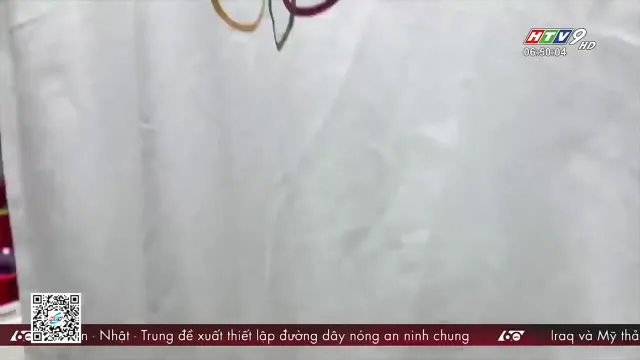 HTV9 HD
06:50:04
n - Nhật - Trung đề xuất thiết lập đường dây nóng an ninh chung
Iraq và Mỹ thả